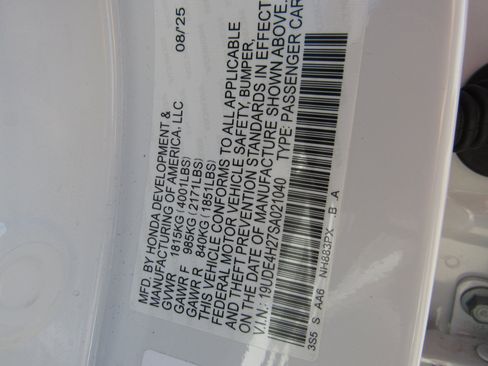 MFD. BY HONDA DEVELOPMENT &
MANUFACTURING OF AMERICA, LLC 08/25
GVWR 1815KG (4001LBS)
GAWR F 985KG (2171LBS)
GAWR R 840KG (1851LBS)
THIS VEHICLE CONFORMS TO ALL APPLICABLE
FEDERAL MOTOR VEHICLE SAFETY, BUMPER,
AND THEFT PREVENTION STANDARDS IN EFFECT
ON THE DATE OF MANUFACTURE SHOWN ABOVE.
V.I.N.: 19UDE4H27SA021040 TYPE: PASSENGER CAR
3S5 S AA6 NH883PX B A